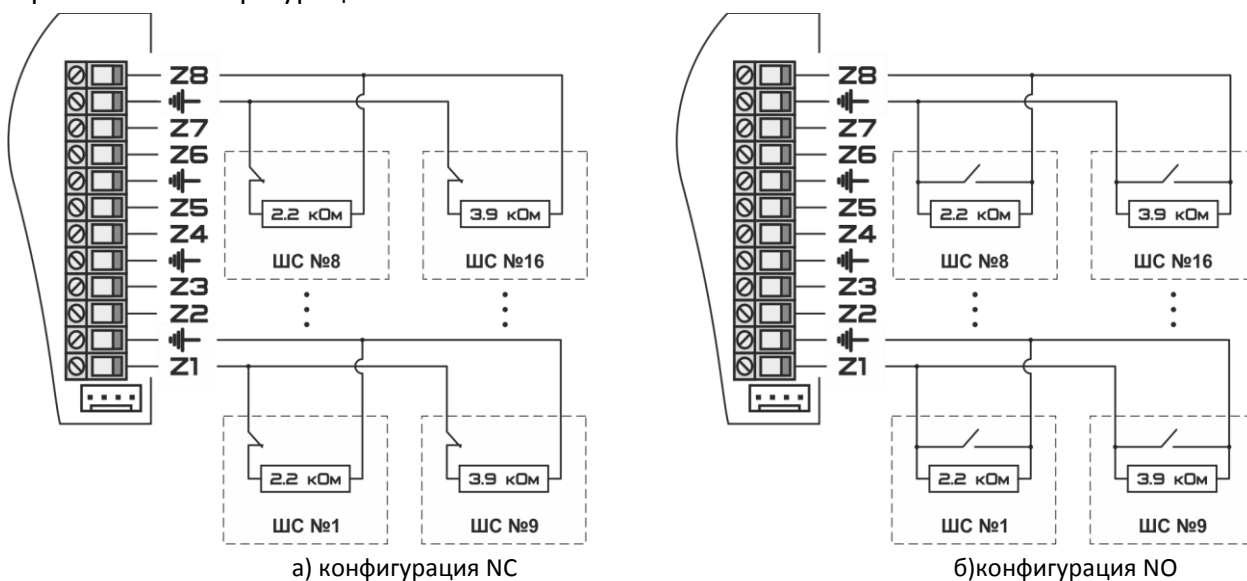 Z8
Z7
Z6
Z5
Z4
Z3
Z2
Z1
2.2 кОм
3.9 кОм
ШС №8
ШС №16
2.2 кОм
3.9 кОм
ШС №1
ШС №9
а) конфигурация NC
Z8
Z7
Z6
Z5
Z4
Z3
Z2
Z1
2.2 кОм
3.9 кОм
ШС №8
ШС №16
2.2 кОм
3.9 кОм
ШС №1
ШС №9
б)конфигурация NO